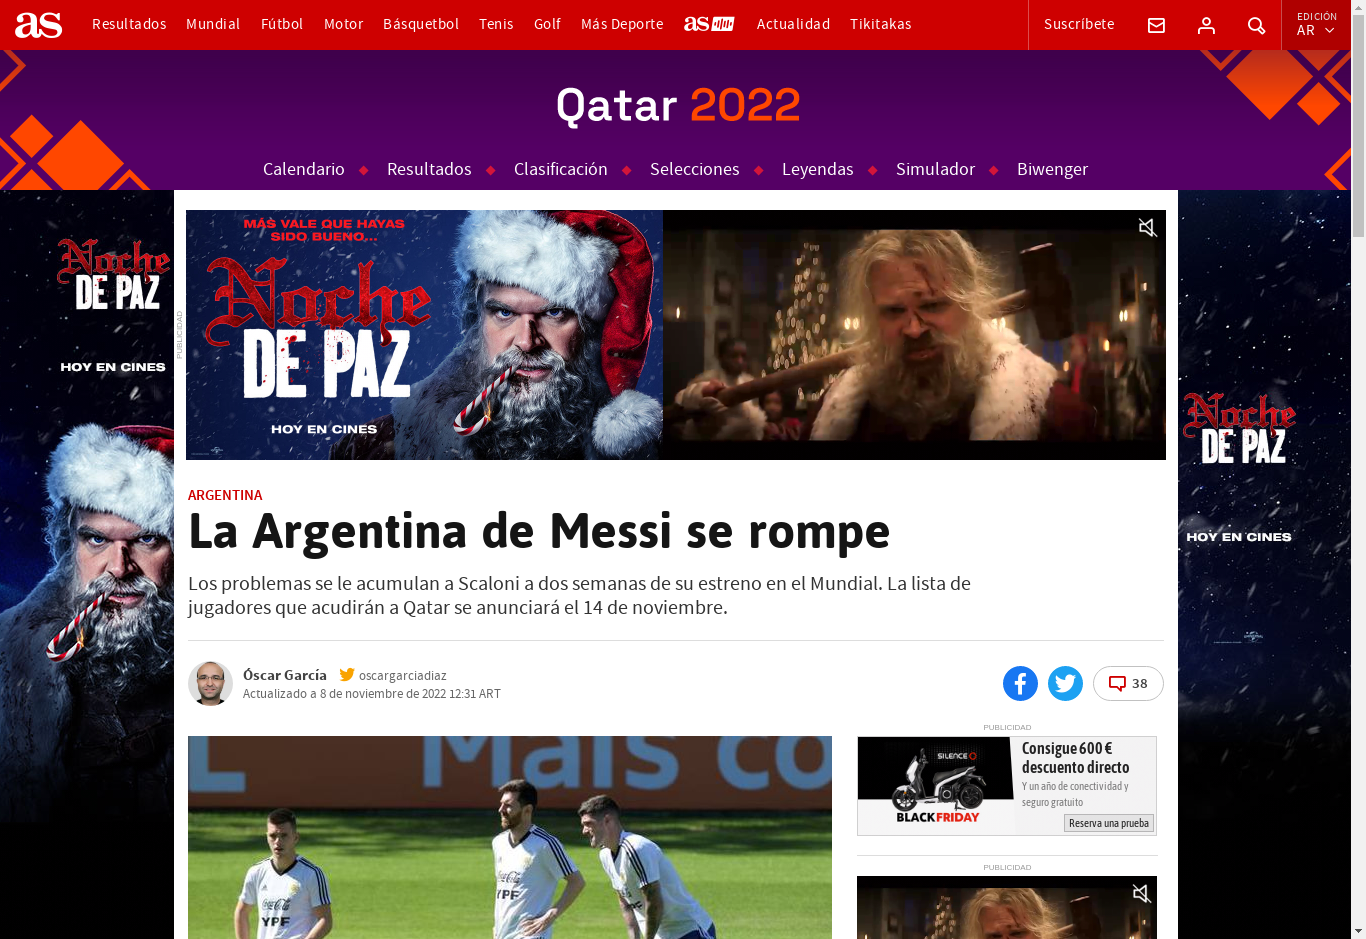 as
Resultados
Mundial
Fútbol
Motor
Básquetbol
Tenis
Golf
Más Deporte
as
Actualidad
Tikitakas
Suscríbete
EDICIÓN
AR
Qatar 2022
Calendario
Resultados
Clasificación
Selecciones
Leyendas
Simulador
Biwenger
Noche
DE PAZ
HOY EN CINES
PUBLICIDAD
MÁS VALE QUE HAYAS
SIDO BUENO...
Noche
DE PAZ
HOY EN CINES
Noche
DE PAZ
HOY EN CINES
ARGENTINA
La Argentina de Messi se rompe
Los problemas se le acumulan a Scaloni a dos semanas de su estreno en el Mundial. La lista de
jugadores que acudirán a Qatar se anunciará el 14 de noviembre.
Óscar García
oscargarciadiaz
Actualizado a 8 de noviembre de 2022 12:31 ART
38
L
Mais co
YPF
YPF
PUBLICIDAD
SILENCE
BLACKFRIDAY
Consigue 600 €
descuento directo
Y un año de conectividad y
seguro gratuito
Reserva una prueba
PUBLICIDAD